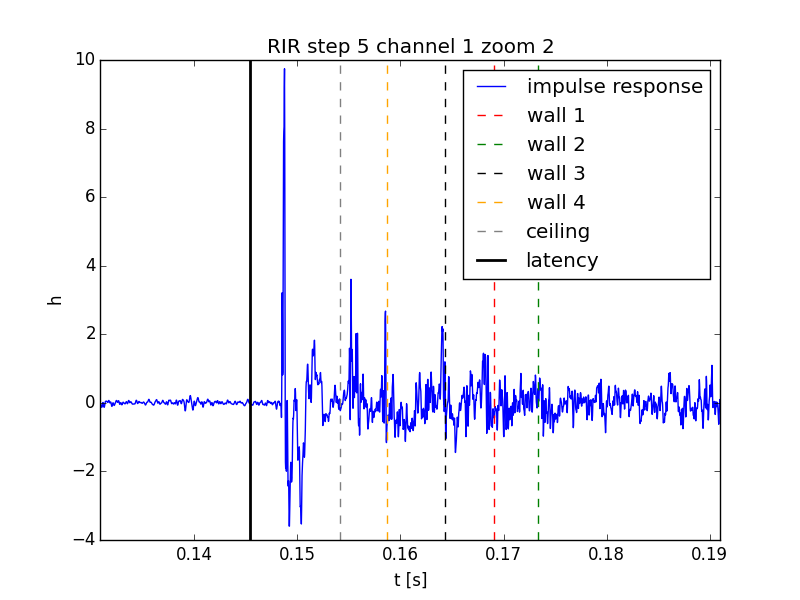 RIR step 5 channel 1 zoom 2
10
8
6
4
2
0
−2
−4
h
impulse response
wall 1
wall 2
wall 3
wall 4
ceiling
latency
0.14 0.15 0.16 0.17 0.18 0.19
t [s]